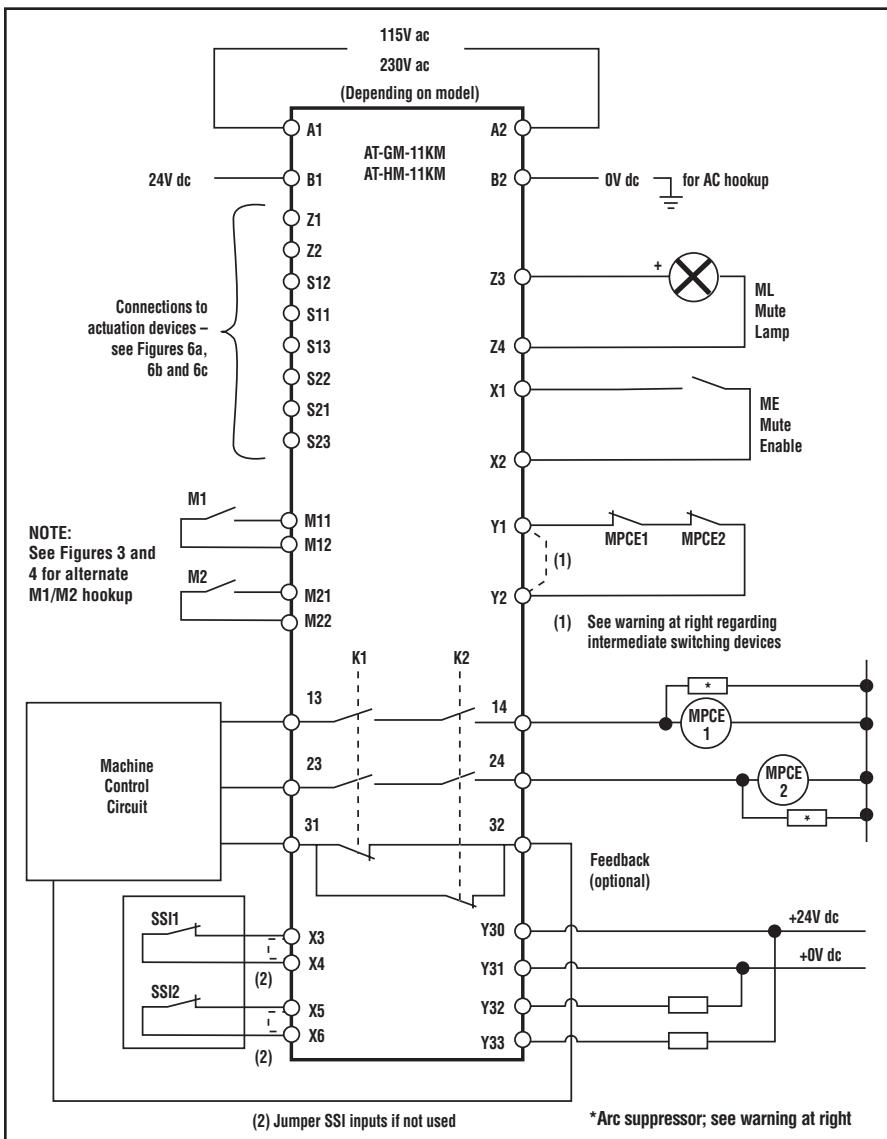 115V ac
230V ac
(Depending on model)
A1
A2
AT-GM-11KM
AT-HM-11KM
24V dc
B1
B2
0V dc
for AC hookup
Z1
Z2
S12
S11
S13
S22
S21
S23
Connections to
actuation devices –
see Figures 6a,
6b and 6c
Z3
+
Z4
ML
Mute
Lamp
X1
X2
ME
Mute
Enable
M1
M11
M12
NOTE:
See Figures 3 and
4 for alternate
M1/M2 hookup
M2
M21
M22
Y1
MPCE1
MPCE2
(1)
Y2
(1) See warning at right regarding
intermediate switching devices
K1
K2
13
14
*
MPCE
1
23
24
MPCE
2
*
Machine
Control
Circuit
31
32
Feedback
(optional)
SSI1
X3
X4
(2)
SSI2
X5
X6
(2)
Y30
+24V dc
Y31
+0V dc
Y32
Y33
(2) Jumper SSI inputs if not used
*Arc suppressor; see warning at right